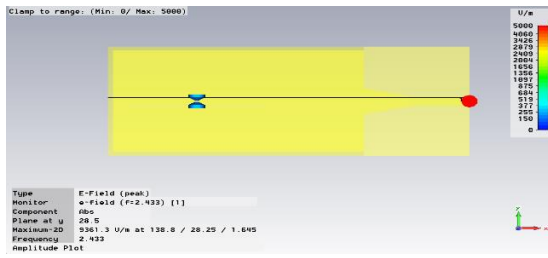 Clamp to range: (Min: 0/ Max: 5000)
V/m
5000
4060
3426
2879
2409
2004
1656
1356
1097
875
684
519
377
255
150
0
Type E-Field (peak)
Monitor e-field (f=2.433) [1]
Component Abs
Plane at y 28.5
Maximum-2D 9361.3 V/m at 138.8 / 28.25 / 1.645
Frequency 2.433
Amplitude Plot